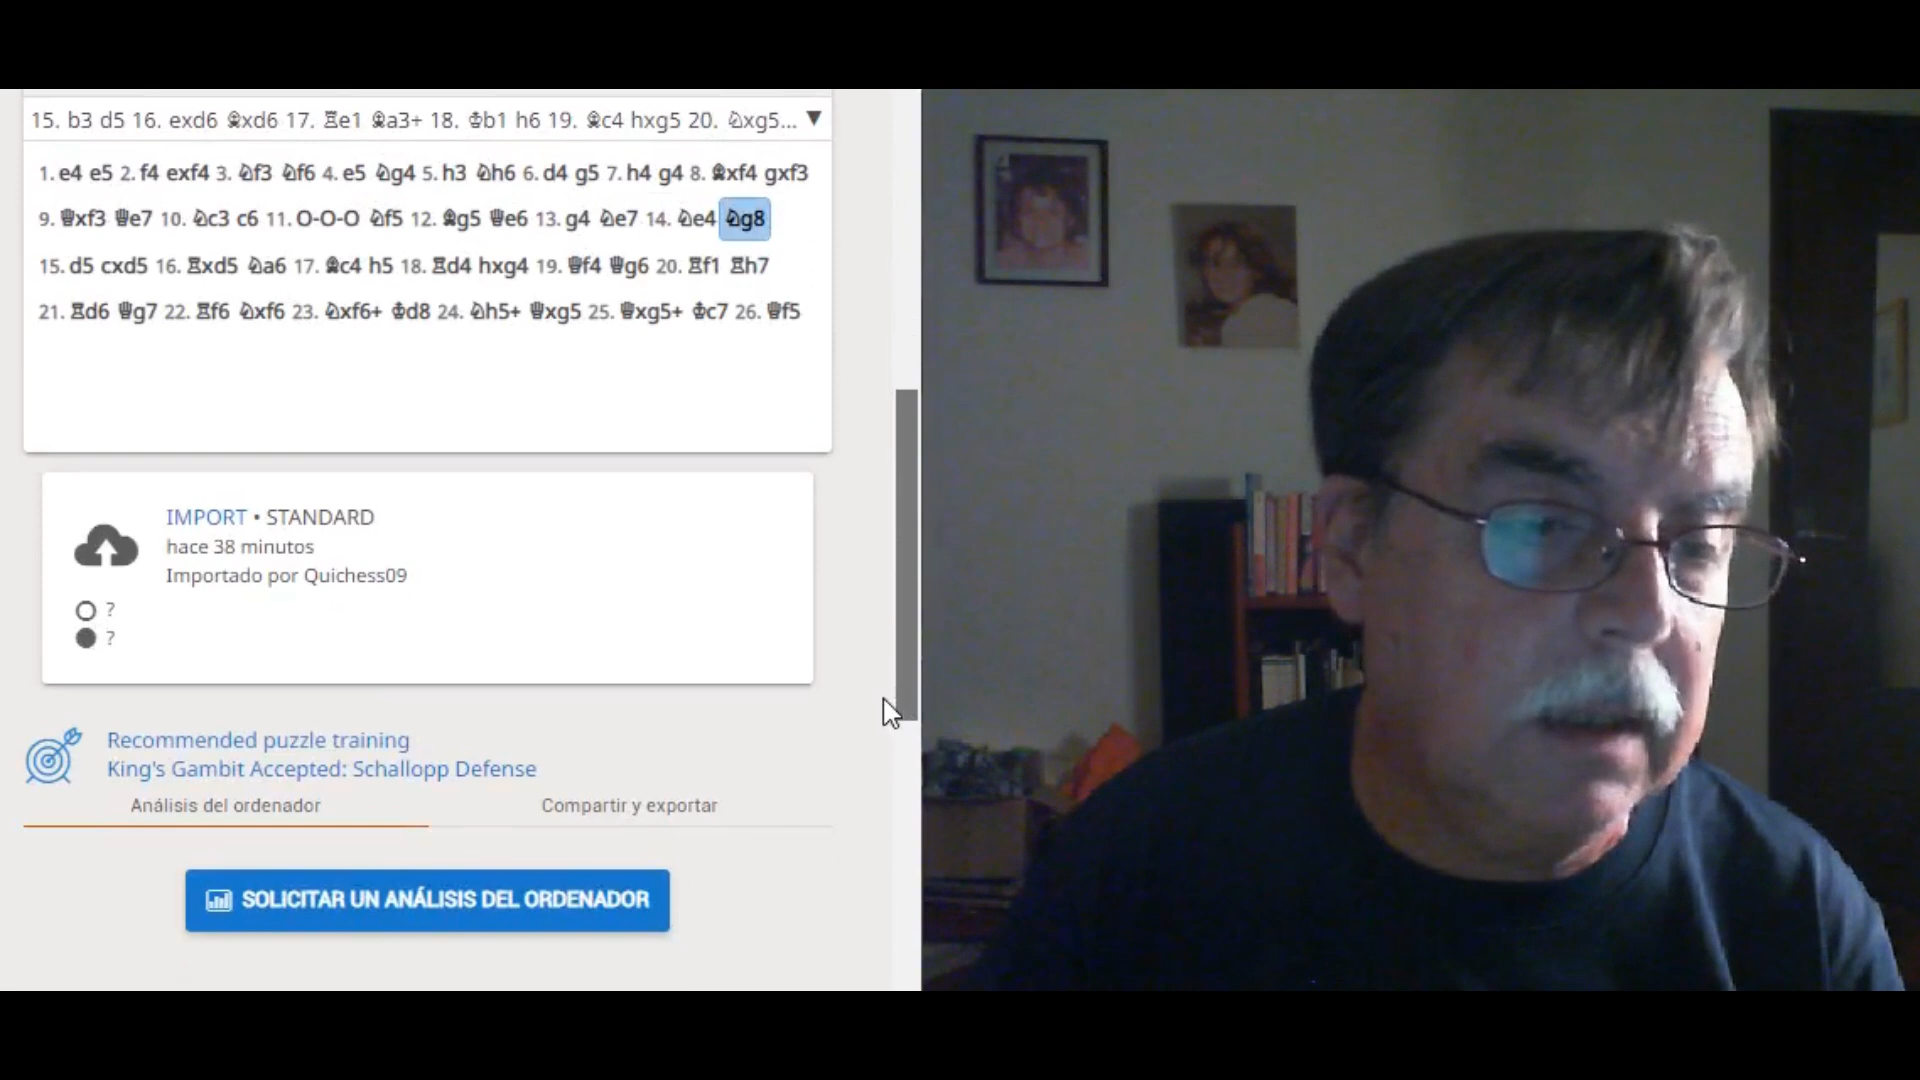 15. b3 d5 16. exd6 ♗xd6 17. ♖e1 ♗a3+ 18. ♔b1 h6 19. ♗c4 hxg5 20. ♘xg5... ▼
1. e4 e5 2. f4 exf4 3. ♘f3 ♘f6 4. e5 ♘g4 5. h3 ♘h6 6. d4 g5 7. h4 g4 8. ♗xf4 gxf3
9. ♕xf3 ♕e7 10. ♘c3 c6 11. O-O-O ♘f5 12. ♗g5 ♕e6 13. g4 ♘e7 14. ♘e4 ♘g8
15. d5 cxd5 16. ♖xd5 ♘a6 17. ♗c4 h5 18. ♖d4 hxg4 19. ♕f4 ♕g6 20. ♖f1 ♖h7
21. ♖d6 ♕g7 22. ♖f6 ♘xf6 23. ♘xf6+ ♔d8 24. ♘h5+ ♕xg5 25. ♕xg5+ ♔c7 26. ♕f5
IMPORT • STANDARD
hace 38 minutos
Importado por Quichess09
?
?
Recommended puzzle training
King's Gambit Accepted: Schallopp Defense
Análisis del ordenador
Compartir y exportar
SOLICITAR UN ANÁLISIS DEL ORDENADOR